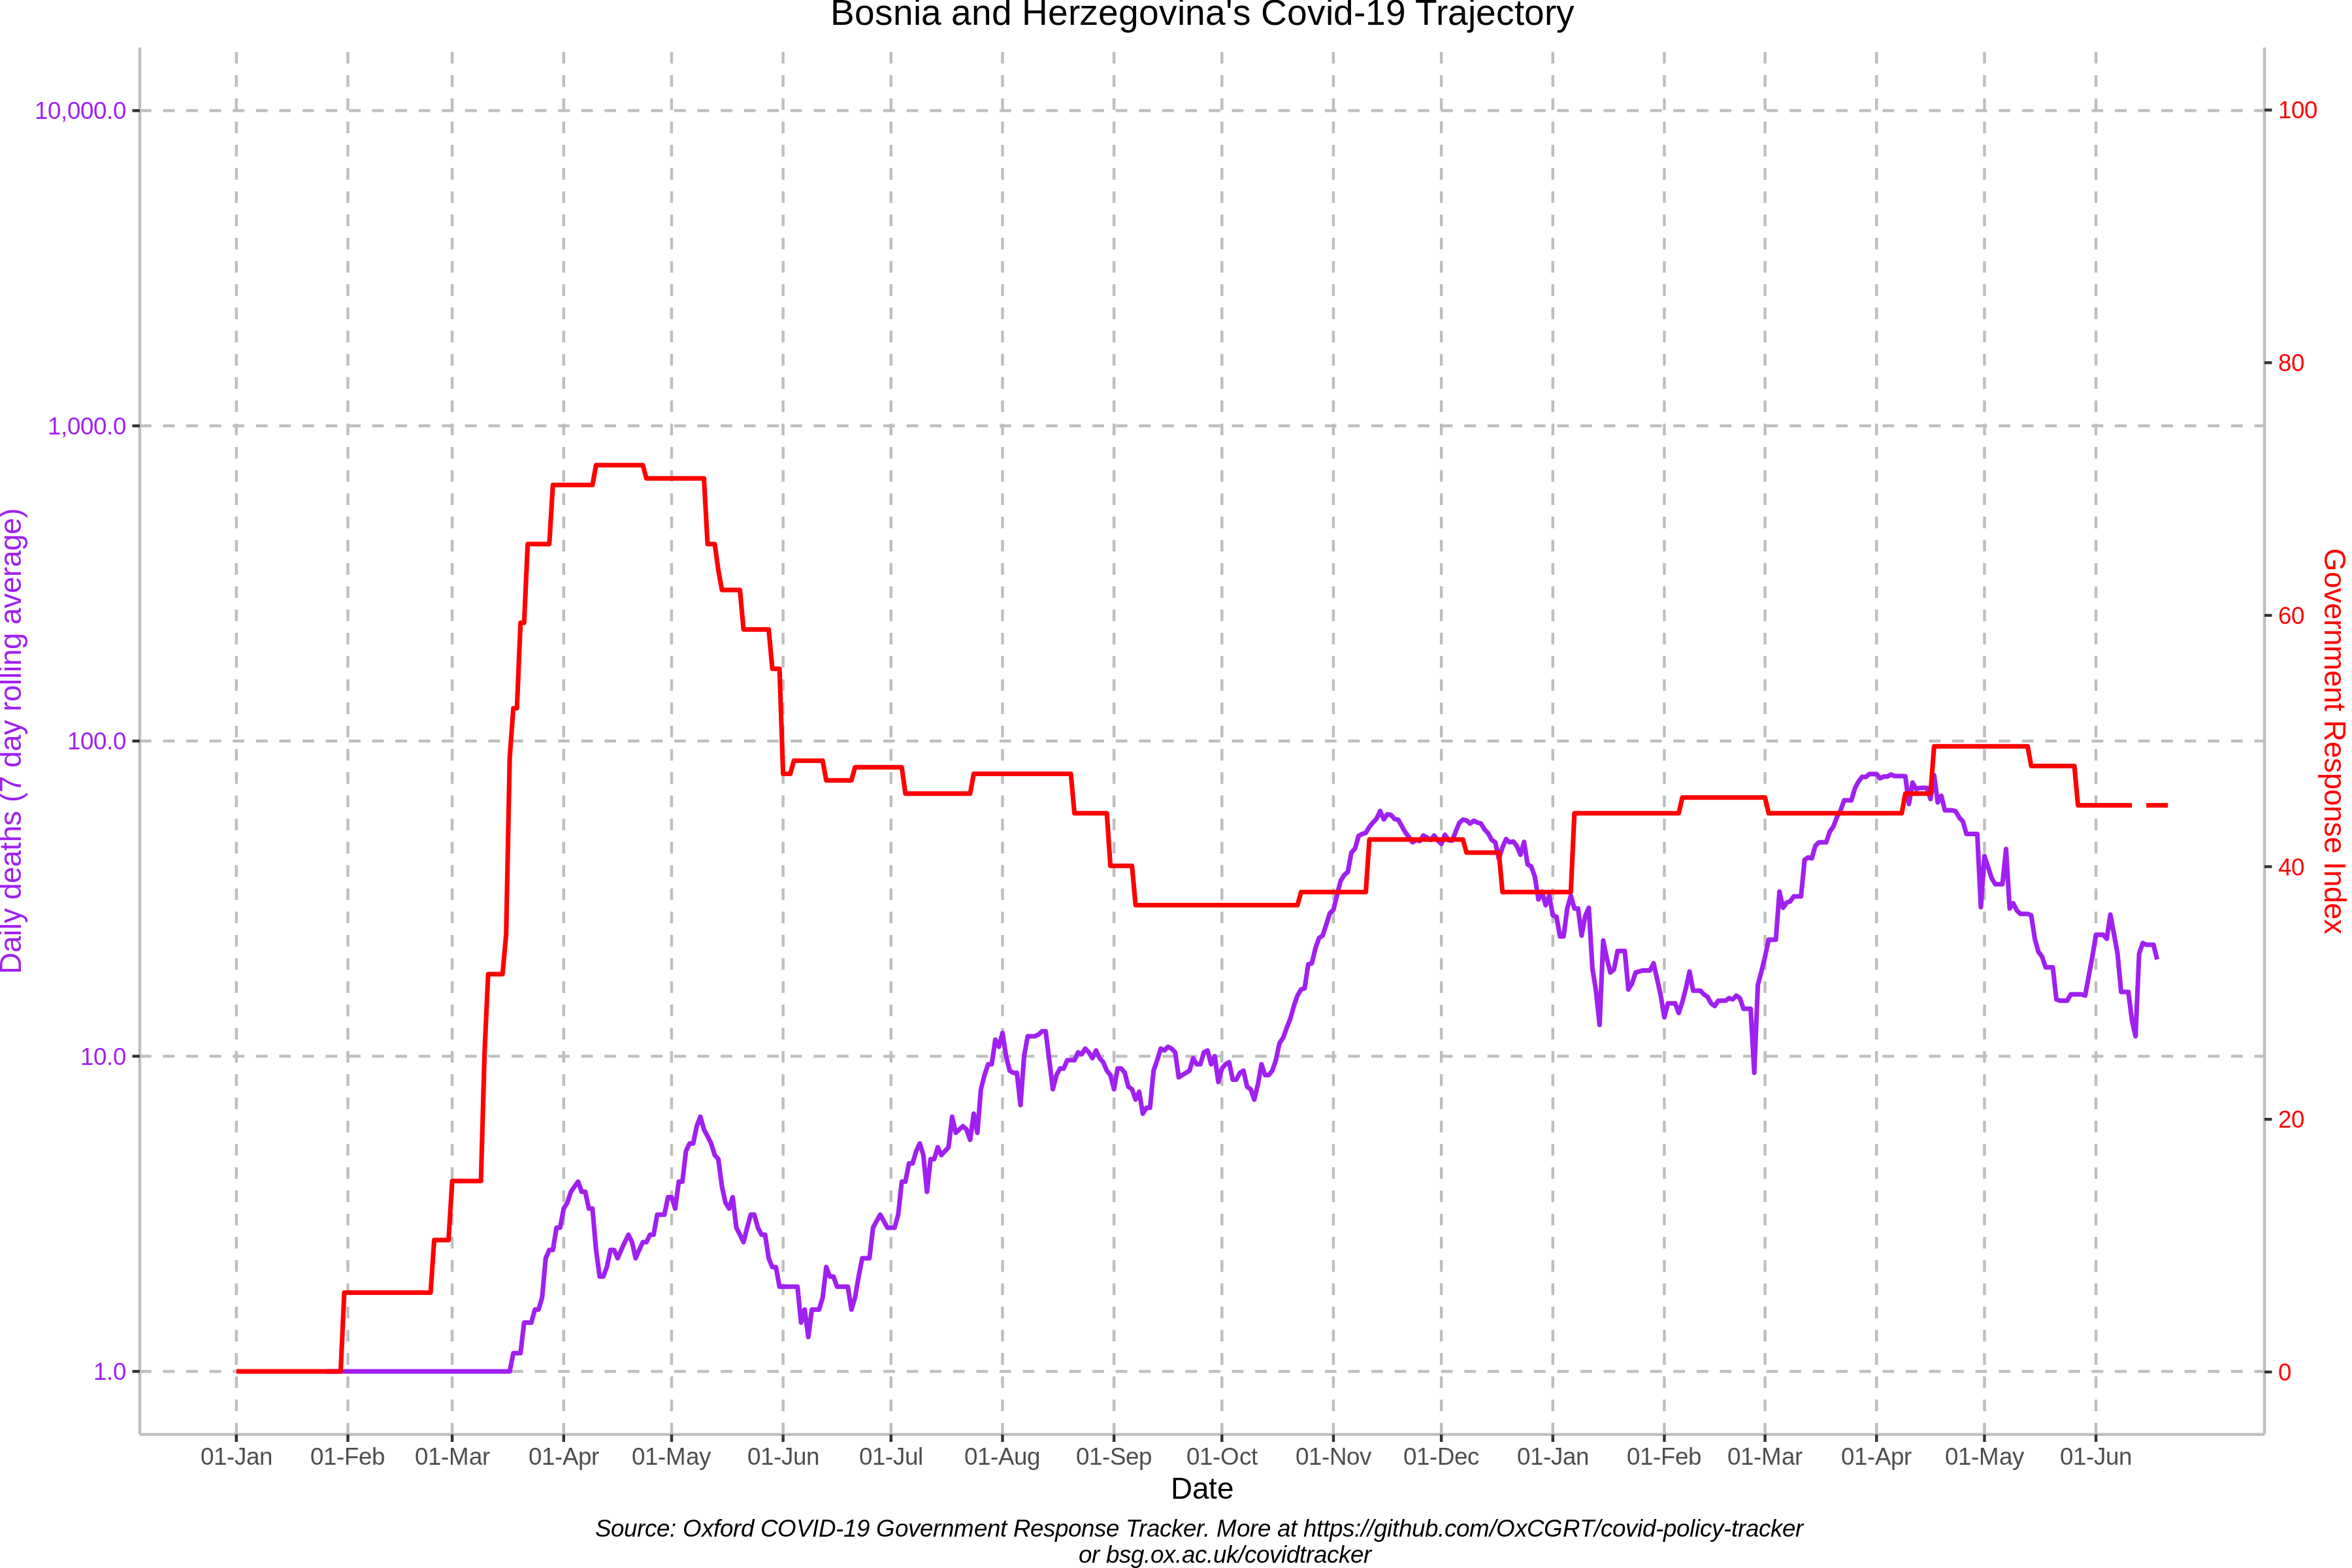 Bosnia and Herzegovina's Covid-19 Trajectory
10,000.0
1,000.0
100.0
10.0
1.0
Daily deaths (7 day rolling average)
100
80
60
40
20
0
Government Response Index
01-Jan 01-Feb 01-Mar 01-Apr 01-May 01-Jun 01-Jul 01-Aug 01-Sep 01-Oct 01-Nov 01-Dec 01-Jan 01-Feb 01-Mar 01-Apr 01-May 01-Jun
Date
Source: Oxford COVID-19 Government Response Tracker. More at https://github.com/OxCGRT/covid-policy-tracker
or bsg.ox.ac.uk/covidtracker